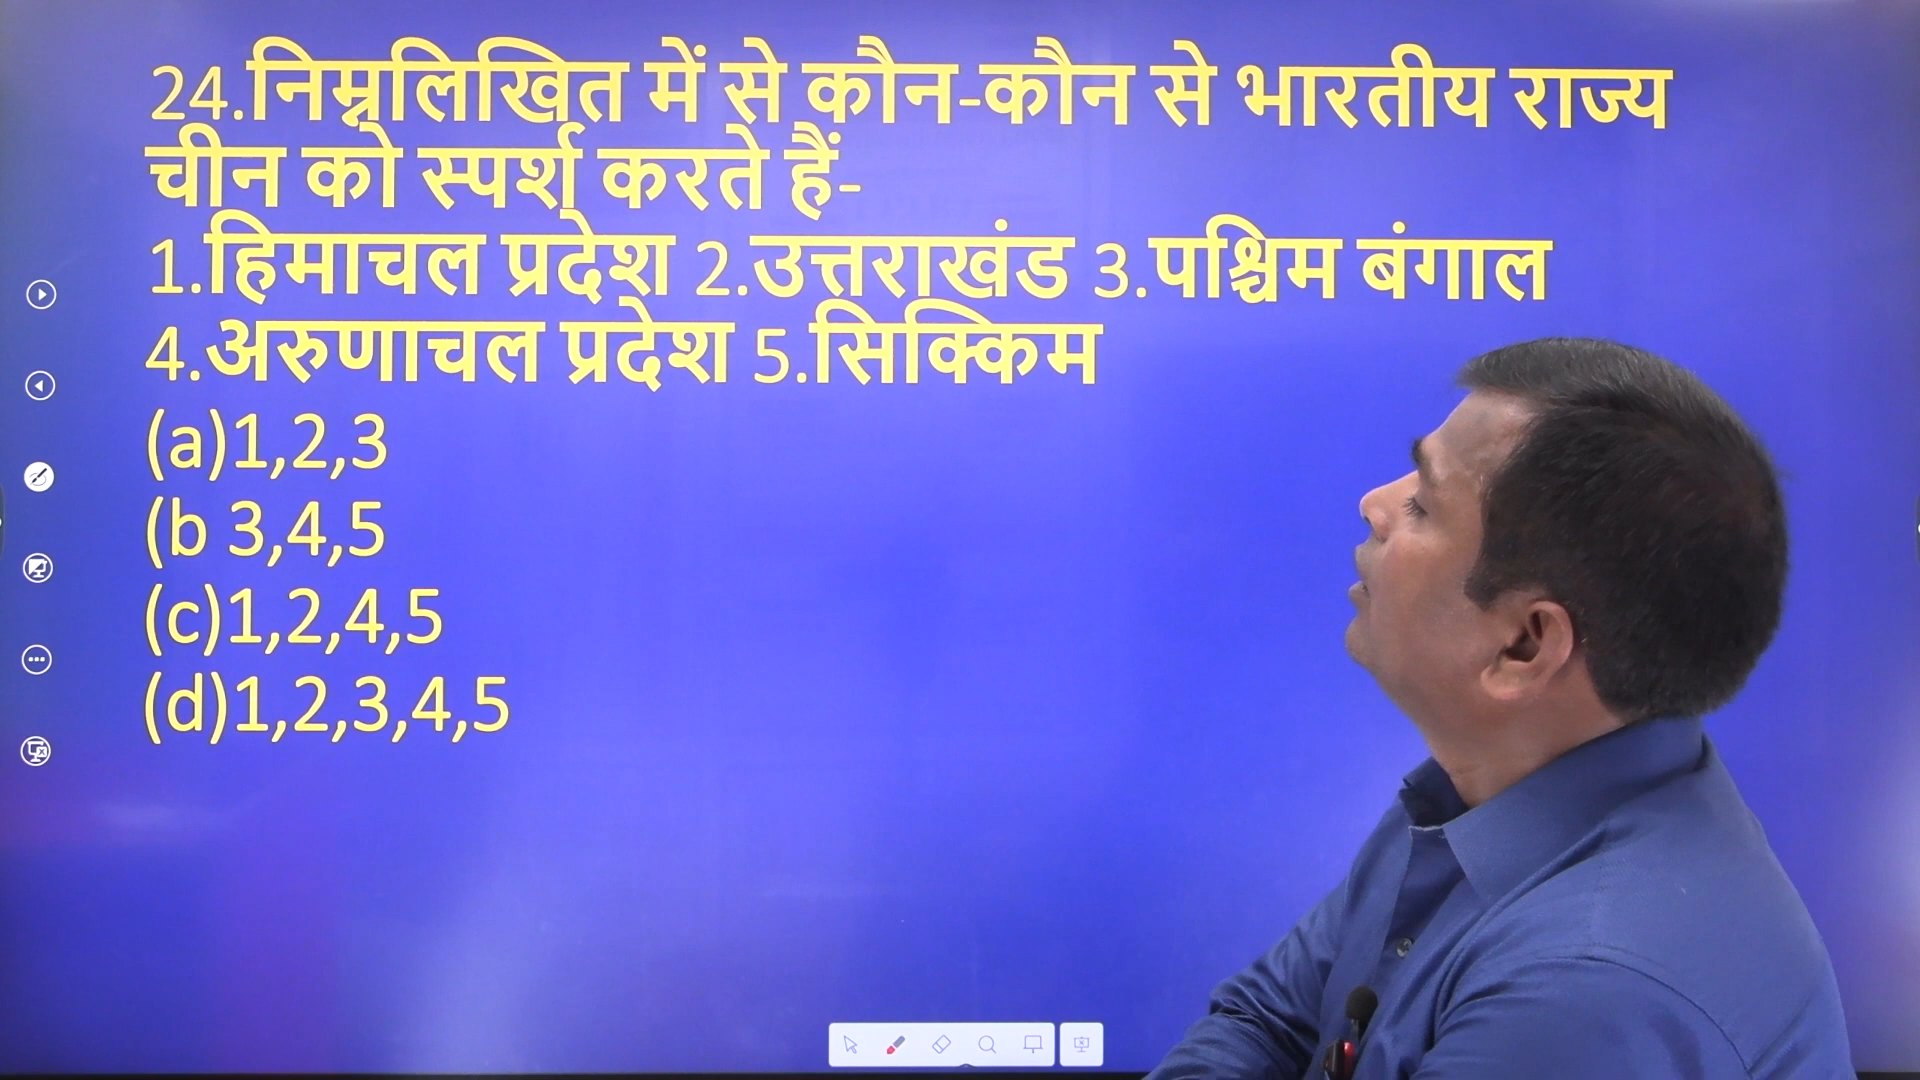 24.निम्नलिखित में से कौन-कौन से भारतीय राज्य
चीन को स्पर्श करते हैं-
1.हिमाचल प्रदेश 2.उत्तराखंड 3.पश्चिम बंगाल
4.अरुणाचल प्रदेश 5.सिक्किम
(a)1,2,3
(b 3,4,5
(c)1,2,4,5
(d)1,2,3,4,5